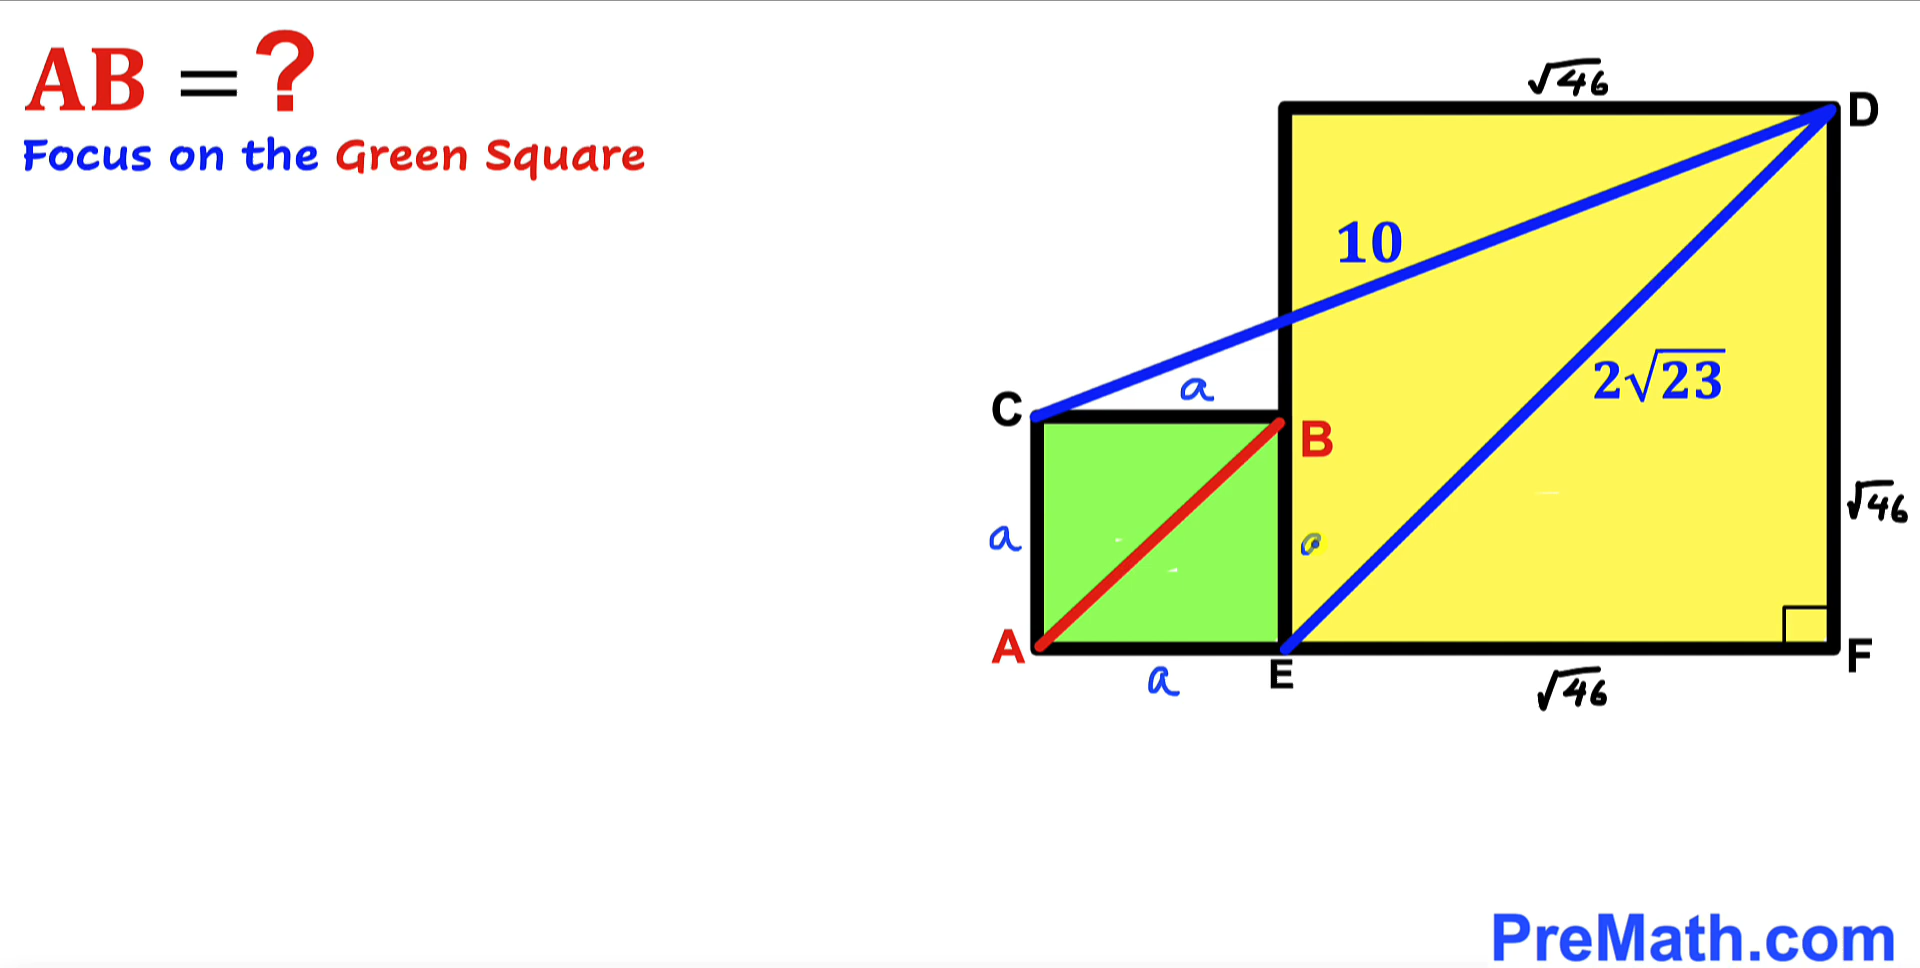 AB = ?
Focus on the Green Square
√46
D
10
2√23
C
a
B
√46
a
a
A
E
F
a
√46
PreMath.com